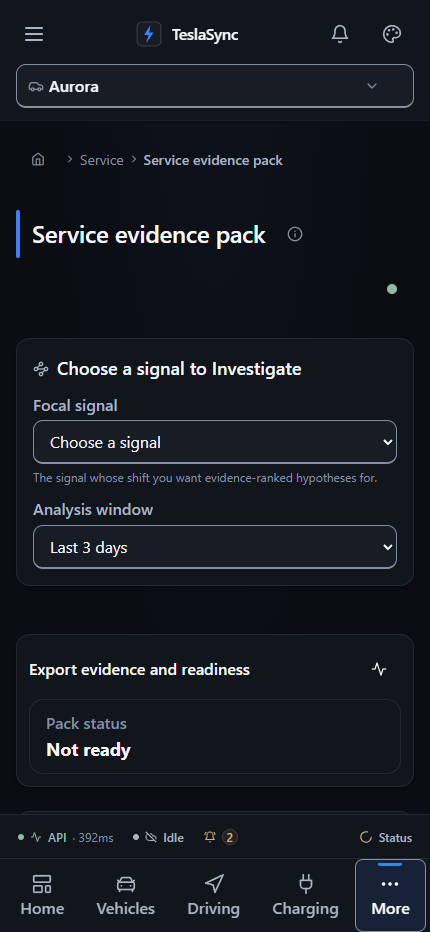 TeslaSync
Aurora
Service
Service evidence pack
Service evidence pack
Choose a signal to Investigate
Focal signal
Choose a signal
The signal whose shift you want evidence-ranked hypotheses for.
Analysis window
Last 3 days
Export evidence and readiness
Pack status
Not ready
API · 392ms
Idle
2
Status
Home
Vehicles
Driving
Charging
More